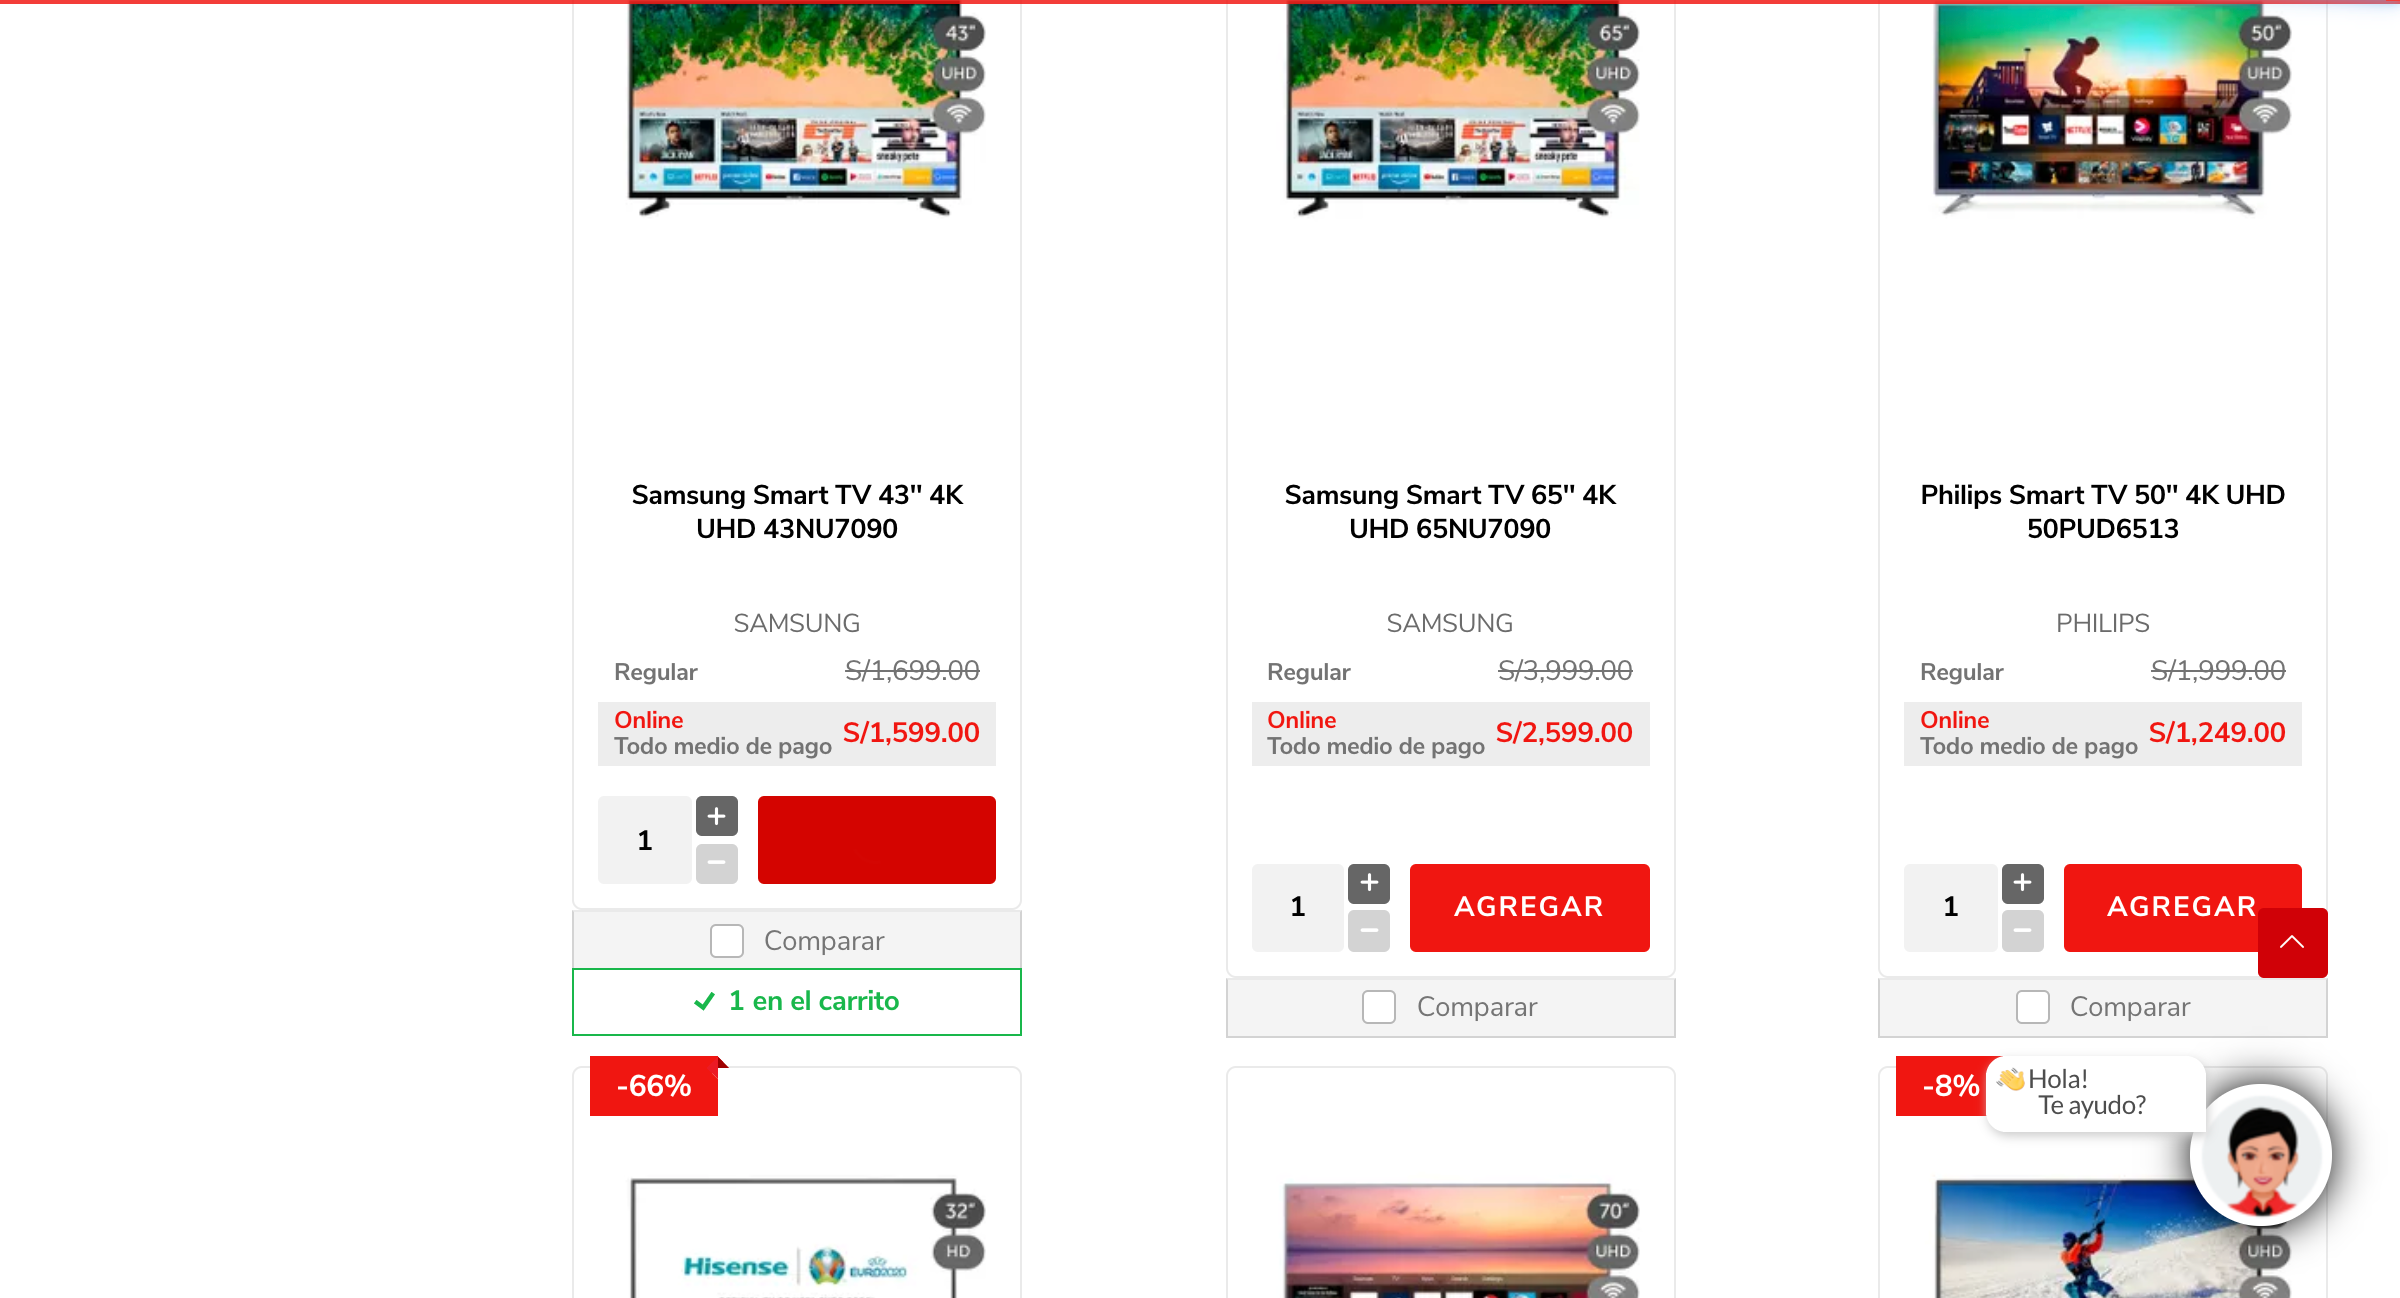 43"
UHD
65"
UHD
50"
UHD
Samsung Smart TV 43" 4K
UHD 43NU7090
SAMSUNG
Regular S/1,699.00
Online
Todo medio de pago S/1,599.00
1 + −
Comparar
1 en el carrito
Samsung Smart TV 65" 4K
UHD 65NU7090
SAMSUNG
Regular S/3,999.00
Online
Todo medio de pago S/2,599.00
1 + − AGREGAR
Comparar
Philips Smart TV 50" 4K UHD
50PUD6513
PHILIPS
Regular S/1,999.00
Online
Todo medio de pago S/1,249.00
1 + − AGREGAR
Comparar
-66%
32"
HD
Hisense
EURO2020
70"
UHD
-8%
👋Hola!
Te ayudo?
UHD